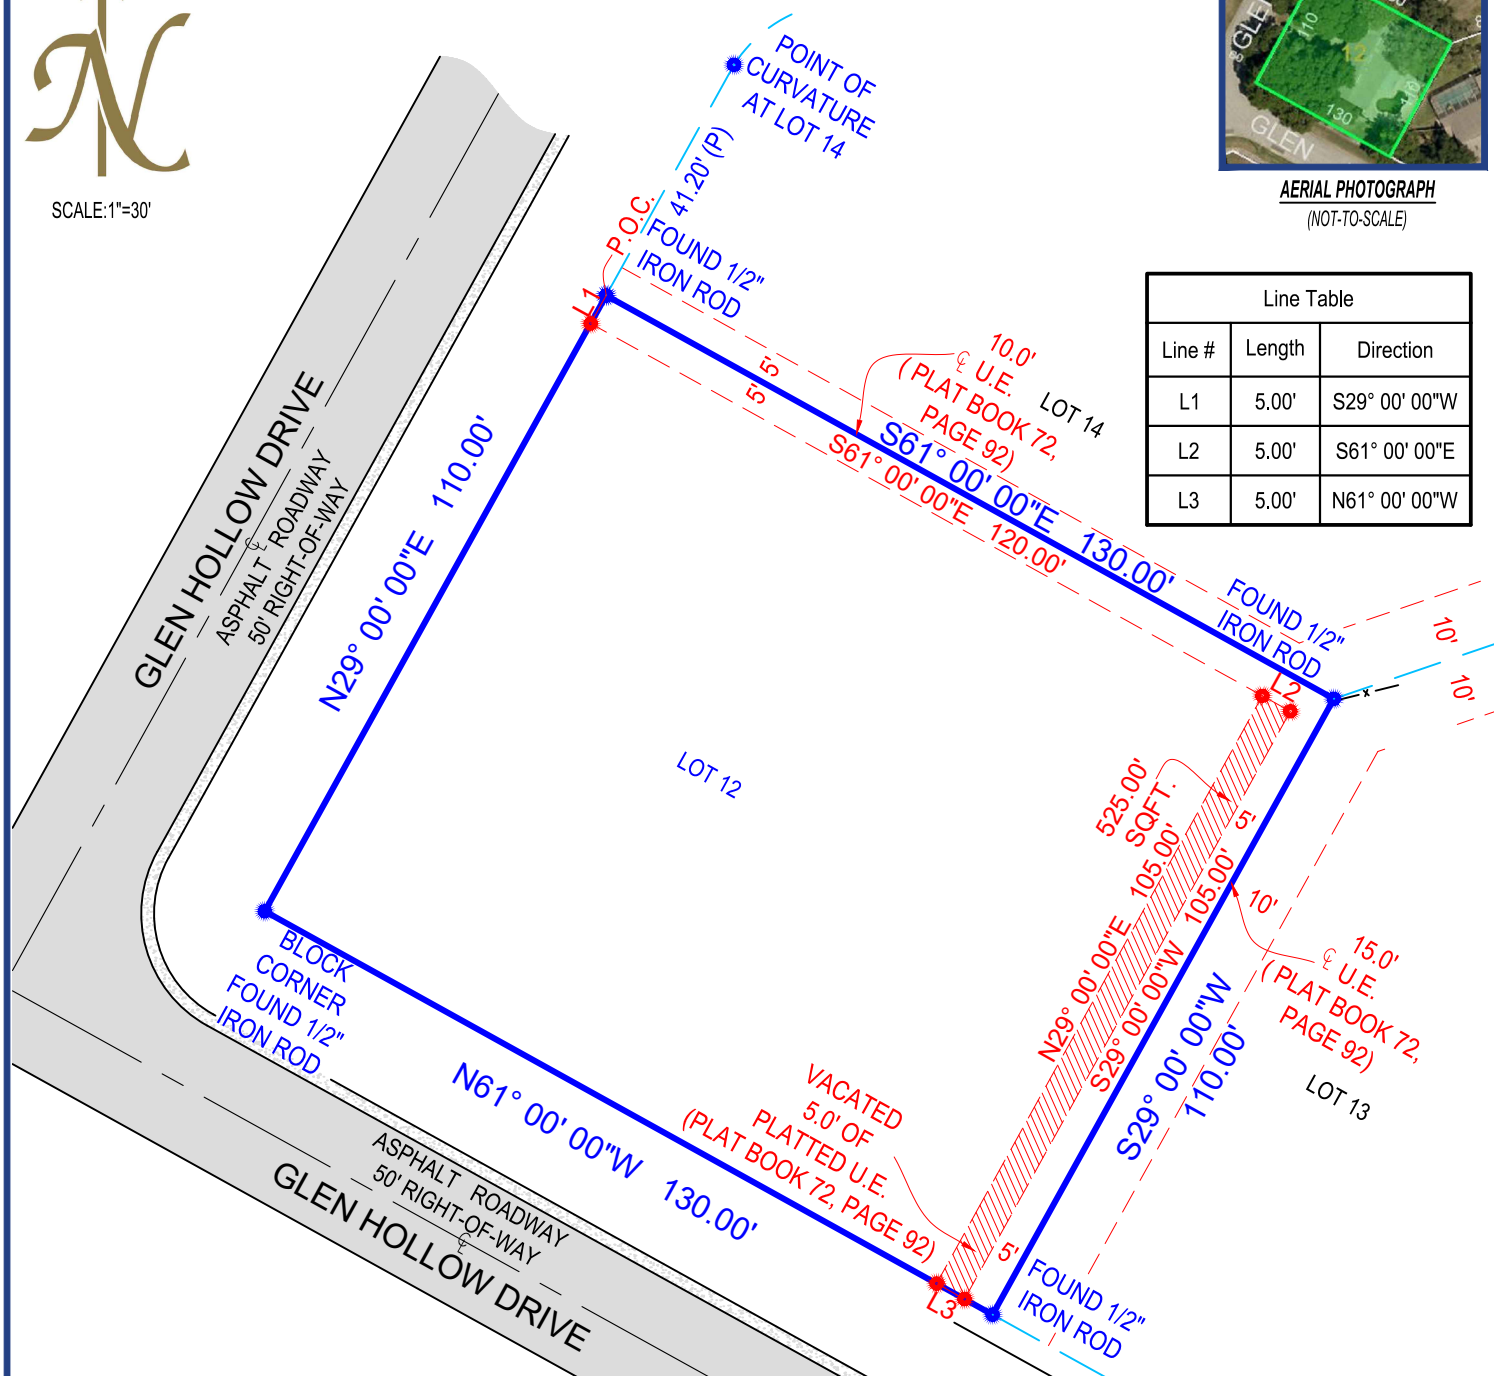 N
SCALE:1"=30'
POINT OF
CURVATURE
AT LOT 14
41.20' (P)
P.O.C.
FOUND 1/2"
IRON ROD
L1
110
12
80
130
110
GLEN
AERIAL PHOTOGRAPH
(NOT-TO-SCALE)
Line Table
Line # Length Direction
L1 5.00' S29° 00' 00"W
L2 5.00' S61° 00' 00"E
L3 5.00' N61° 00' 00"W
5
5
10.0'
℄ U.E.
( PLAT BOOK 72,
PAGE 92)
LOT 14
S61° 00' 00"E 130.00'
S61° 00' 00"E 120.00'
GLEN HOLLOW DRIVE
ASPHALT ℄ ROADWAY
50' RIGHT-OF-WAY
N29° 00' 00"E 110.00'
FOUND 1/2"
IRON ROD
L2
10'
10'
x
LOT 12
525.00'
SQFT.
5'
10'
N29° 00' 00"E 105.00'
S29° 00' 00"W 105.00'
S29° 00' 00"W
110.00'
15.0'
℄ U.E.
( PLAT BOOK 72,
PAGE 92)
LOT 13
BLOCK
CORNER
FOUND 1/2"
IRON ROD
N61° 00' 00"W 130.00'
VACATED
5.0' OF
PLATTED U.E.
(PLAT BOOK 72, PAGE 92)
5'
L3
FOUND 1/2"
IRON ROD
ASPHALT ROADWAY
50' RIGHT-OF-WAY
℄
GLEN HOLLOW DRIVE